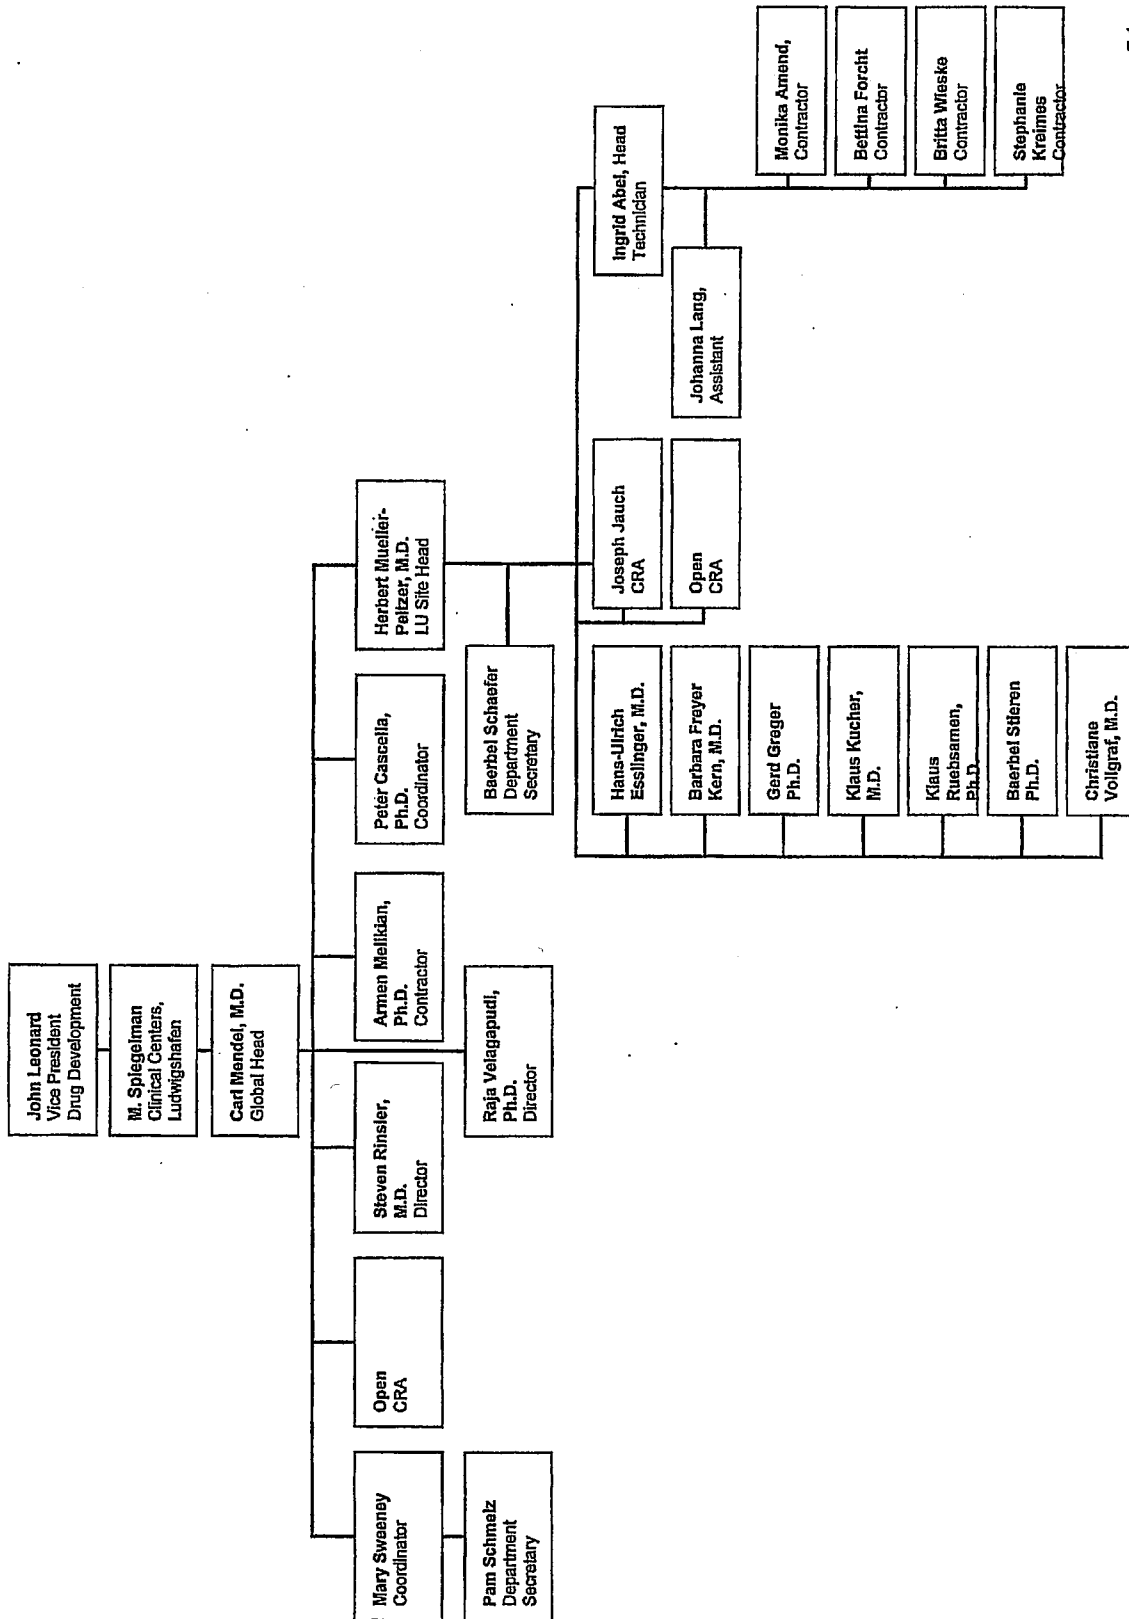 John Leonard
Vice President
Drug Development
M. Spiegelman
Clinical Centers,
Ludwigshafen
Carl Mendel, M.D.
Global Head
Mary Sweeney
Coordinator
Open
CRA
Steven Rinsler,
M.D.
Director
Armen Melikian,
Ph.D.
Contractor
Peter Cascella,
Ph.D.
Coordinator
Herbert Mueller-
Peltzer, M.D.
LU Site Head
Pam Schmelz
Department
Secretary
Raja Velagapudi,
Ph.D.
Director
Baerbel Schaefer
Department
Secretary
Hans-Ulrich
Esslinger, M.D.
Barbara Freyer
Kern, M.D.
Gerd Greger
Ph.D.
Klaus Kucher,
M.D.
Klaus
Ruebsamen,
Ph.D.
Baerbel Stieren
Ph.D.
Christiane
Vollgraf, M.D.
Joseph Jauch
CRA
Open
CRA
Ingrid Abel, Head
Technician
Johanna Lang,
Assistant
Monika Amend,
Contractor
Bettina Forcht
Contractor
Britta Wieske
Contractor
Stephanie
Kreimes
Contractor